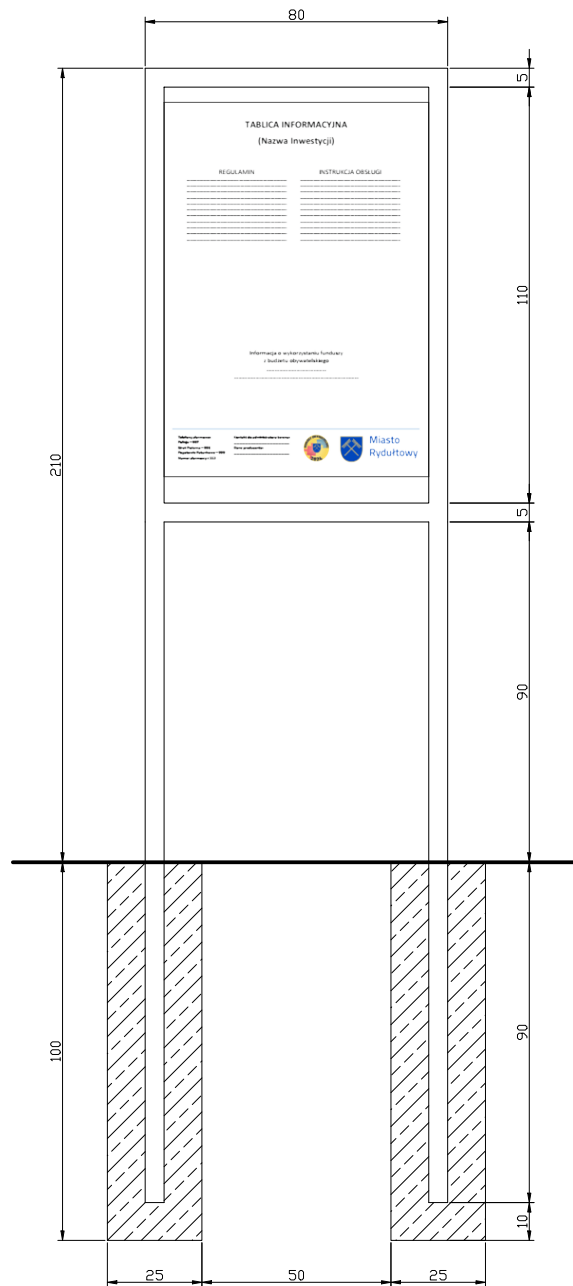 80
5
TABLICA INFORMACYJNA
(Nazwa Inwestycji)
REGULAMIN
INSTRUKCJA OBSŁUGI
110
Informacja o wykorzystaniu funduszy
z budżetu obywatelskiego
Miasto
Rydułtowy
210
5
90
100
90
10
25
50
25